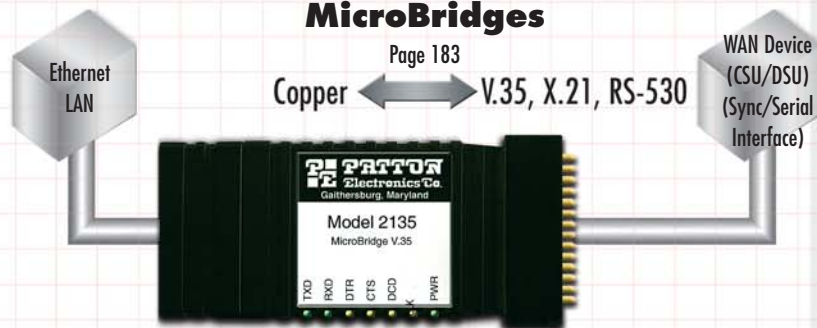 MicroBridges
Page 183
Ethernet
LAN
Copper
V.35, X.21, RS-530
WAN Device
(CSU/DSU)
(Sync/Serial
Interface)
PE PATTON
Electronics Co.
Gaithersburg, Maryland
Model 2135
MicroBridge V.35
TXD
RXD
DTR
CTS
DCD
PWR